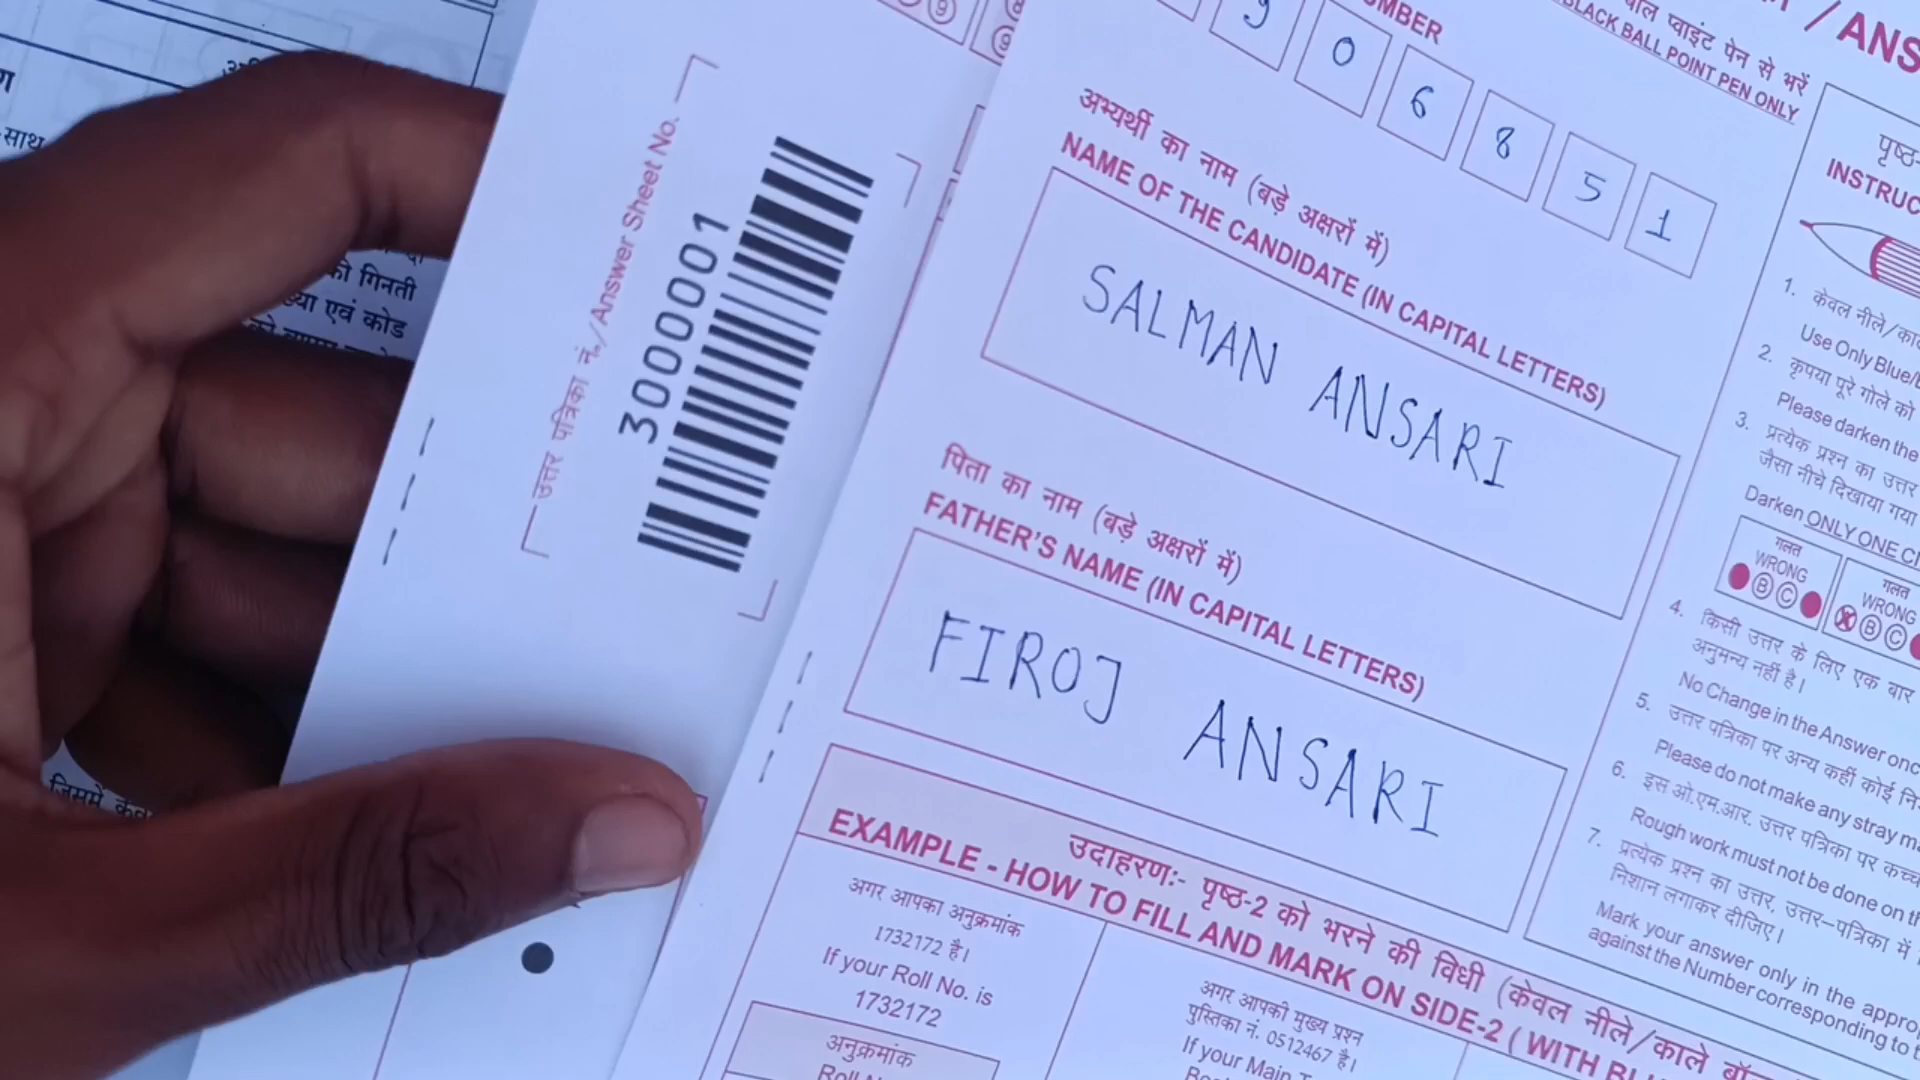 ण
साथ
की गिनती
ख्या एवं कोड
जिसमें केव
उत्तर पत्रिका नं./Answer Sheet No.
3000001
/ ANS
ाल प्वाइंट पेन से भरें
BLACK BALL POINT PEN ONLY
UMBER
9 0 6 8 5 1
अभ्यर्थी का नाम (बड़े अक्षरों में)
NAME OF THE CANDIDATE (IN CAPITAL LETTERS)
SALMAN ANSARI
पिता का नाम (बड़े अक्षरों में)
FATHER'S NAME (IN CAPITAL LETTERS)
FIROJ ANSARI
उदाहरण:- पृष्ठ-2 को भरने की विधी (केवल नीले/काले बॉ
EXAMPLE - HOW TO FILL AND MARK ON SIDE-2 ( WITH BL
अगर आपका अनुक्रमांक
1732172 है।
If your Roll No. is
1732172
अनुक्रमांक
Roll N
अगर आपकी मुख्य प्रश्न
पुस्तिका नं. 0512467 है।
If your Main T
पृष्ठ-
INSTRUC
1. केवल नीले/का
Use Only Blue/
2. कृपया पूरे गोले को
Please darken the
3. प्रत्येक प्रश्न का उत्तर
जैसा नीचे दिखाया गया
Darken ONLY ONE CI
गलत
WRONG
B C
गलत
WRONG
B C
4. किसी उत्तर के लिए एक बार
अनुमन्य नहीं है।
No Change in the Answer onc
5. उत्तर पत्रिका पर अन्य कहीं कोई नि
Please do not make any stray ma
6. इस ओ.एम.आर. उत्तर पत्रिका पर कच्च
Rough work must not be done on th
7. प्रत्येक प्रश्न का उत्तर, उत्तर–पत्रिका में
निशान लगाकर दीजिए।
Mark your answer only in the appro
against the Number corresponding to t